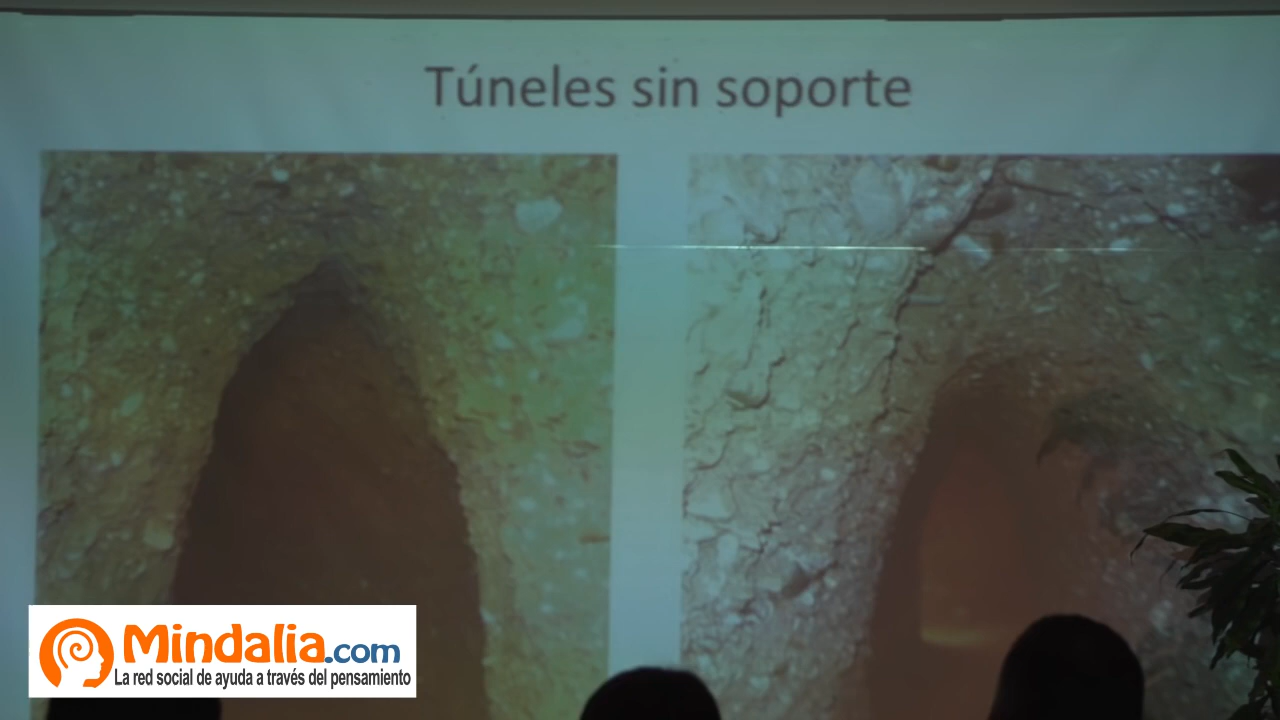 Túneles sin soporte
Mindalia.com
La red social de ayuda a través del pensamiento